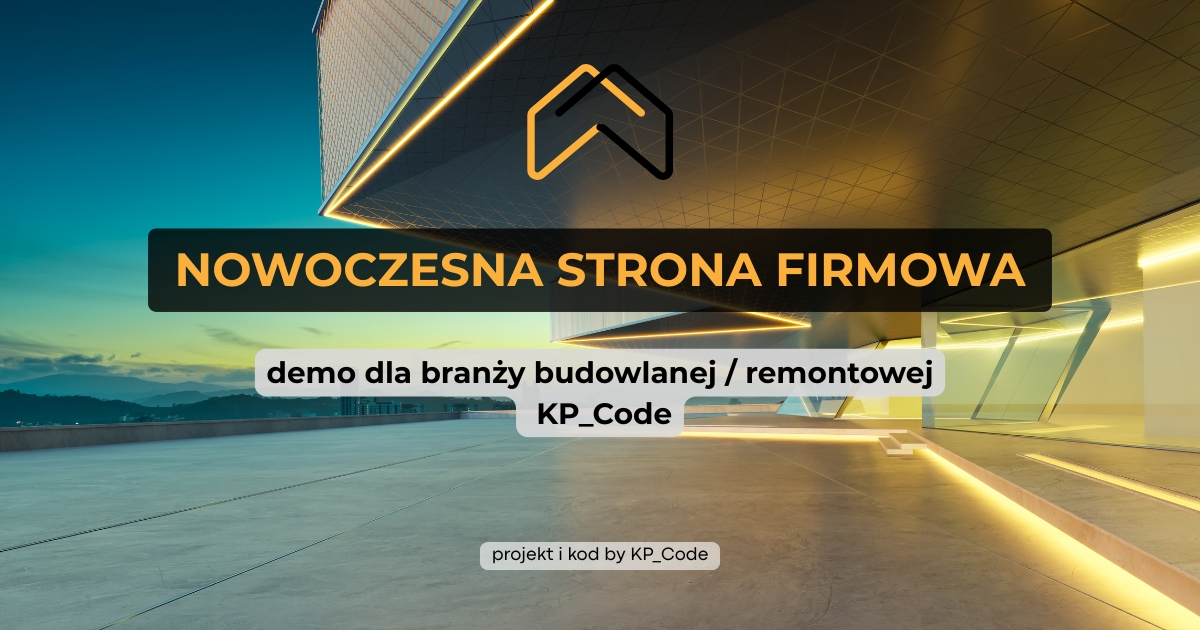 NOWOCZESNA STRONA FIRMOWA
demo dla branży budowlanej / remontowej
KP_Code
projekt i kod by KP_Code